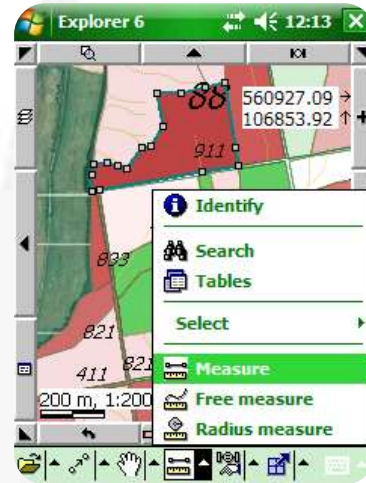 Explorer 6 12:13
88
560927.09
106853.92
911
Identify
833
Search
Tables
821
Select
411 821
Measure
200 m, 1:200
Free measure
Radius measure